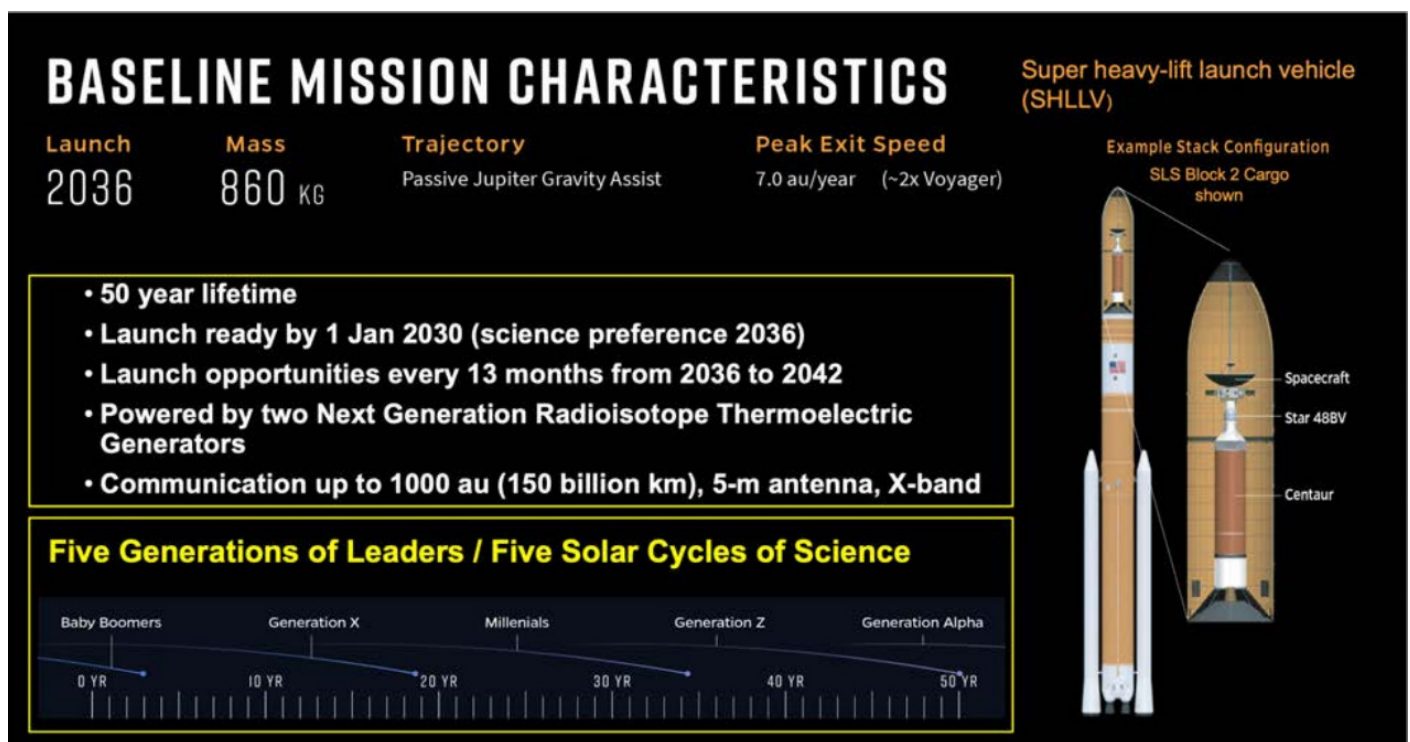 BASELINE MISSION CHARACTERISTICS
Super heavy-lift launch vehicle
(SHLLV)
Launch
Mass
Trajectory
Peak Exit Speed
2036
860 KG
Passive Jupiter Gravity Assist
7.0 au/year (~2x Voyager)
Example Stack Configuration
SLS Block 2 Cargo
shown
• 50 year lifetime
• Launch ready by 1 Jan 2030 (science preference 2036)
• Launch opportunities every 13 months from 2036 to 2042
• Powered by two Next Generation Radioisotope Thermoelectric
Generators
• Communication up to 1000 au (150 billion km), 5-m antenna, X-band
Spacecraft
Star 48BV
Centaur
Five Generations of Leaders / Five Solar Cycles of Science
Baby Boomers
Generation X
Millenials
Generation Z
Generation Alpha
0 YR
10 YR
20 YR
30 YR
40 YR
50 YR